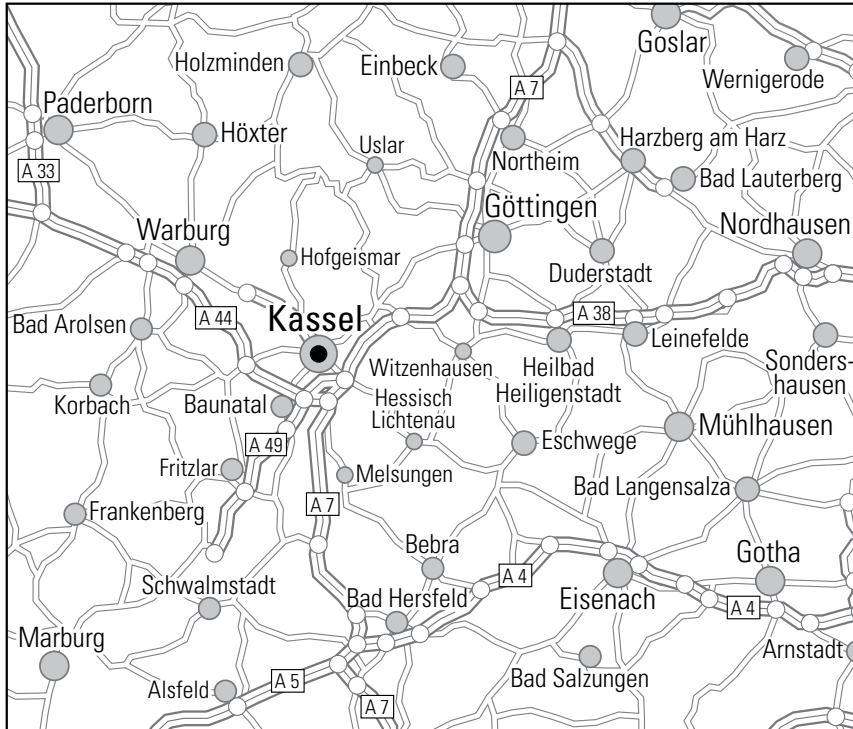 Goslar
Holzminden
Einbeck
Wernigerode
A 7
Paderborn
Höxter
Uslar
Northeim
Harzberg am Harz
A 33
Bad Lauterberg
Göttingen
Nordhausen
Warburg
Hofgeismar
Duderstadt
A 44
A 38
Bad Arolsen
Kassel
Leinefelde
Witzenhausen
Heilbad
Heiligenstadt
Sonders-
hausen
Korbach
Baunatal
Hessisch
Lichtenau
Mühlhausen
A 49
Eschwege
Fritzlar
Melsungen
Bad Langensalza
A 7
Frankenberg
Bebra
Gotha
A 4
Schwalmstadt
Bad Hersfeld
Eisenach
A 4
Marburg
Arnstadt
Alsfeld
A 5
Bad Salzungen
A 7